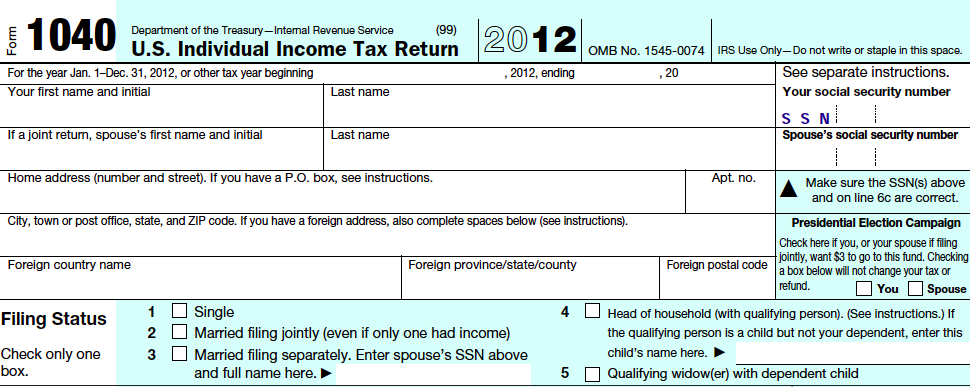 Form 1040
Department of the Treasury—Internal Revenue Service (99)
U.S. Individual Income Tax Return
2012
OMB No. 1545-0074
IRS Use Only—Do not write or staple in this space.
For the year Jan. 1–Dec. 31, 2012, or other tax year beginning , 2012, ending , 20
See separate instructions.
Your first name and initial
Last name
Your social security number
S S N
If a joint return, spouse's first name and initial
Last name
Spouse's social security number
Home address (number and street). If you have a P.O. box, see instructions.
Apt. no.
▲ Make sure the SSN(s) above
and on line 6c are correct.
City, town or post office, state, and ZIP code. If you have a foreign address, also complete spaces below (see instructions).
Presidential Election Campaign
Check here if you, or your spouse if filing
jointly, want $3 to go to this fund. Checking
a box below will not change your tax or
refund. You Spouse
Foreign country name
Foreign province/state/county
Foreign postal code
Filing Status
Check only one
box.
1 Single
2 Married filing jointly (even if only one had income)
3 Married filing separately. Enter spouse's SSN above
and full name here. ▶
4 Head of household (with qualifying person). (See instructions.) If
the qualifying person is a child but not your dependent, enter this
child's name here. ▶
5 Qualifying widow(er) with dependent child